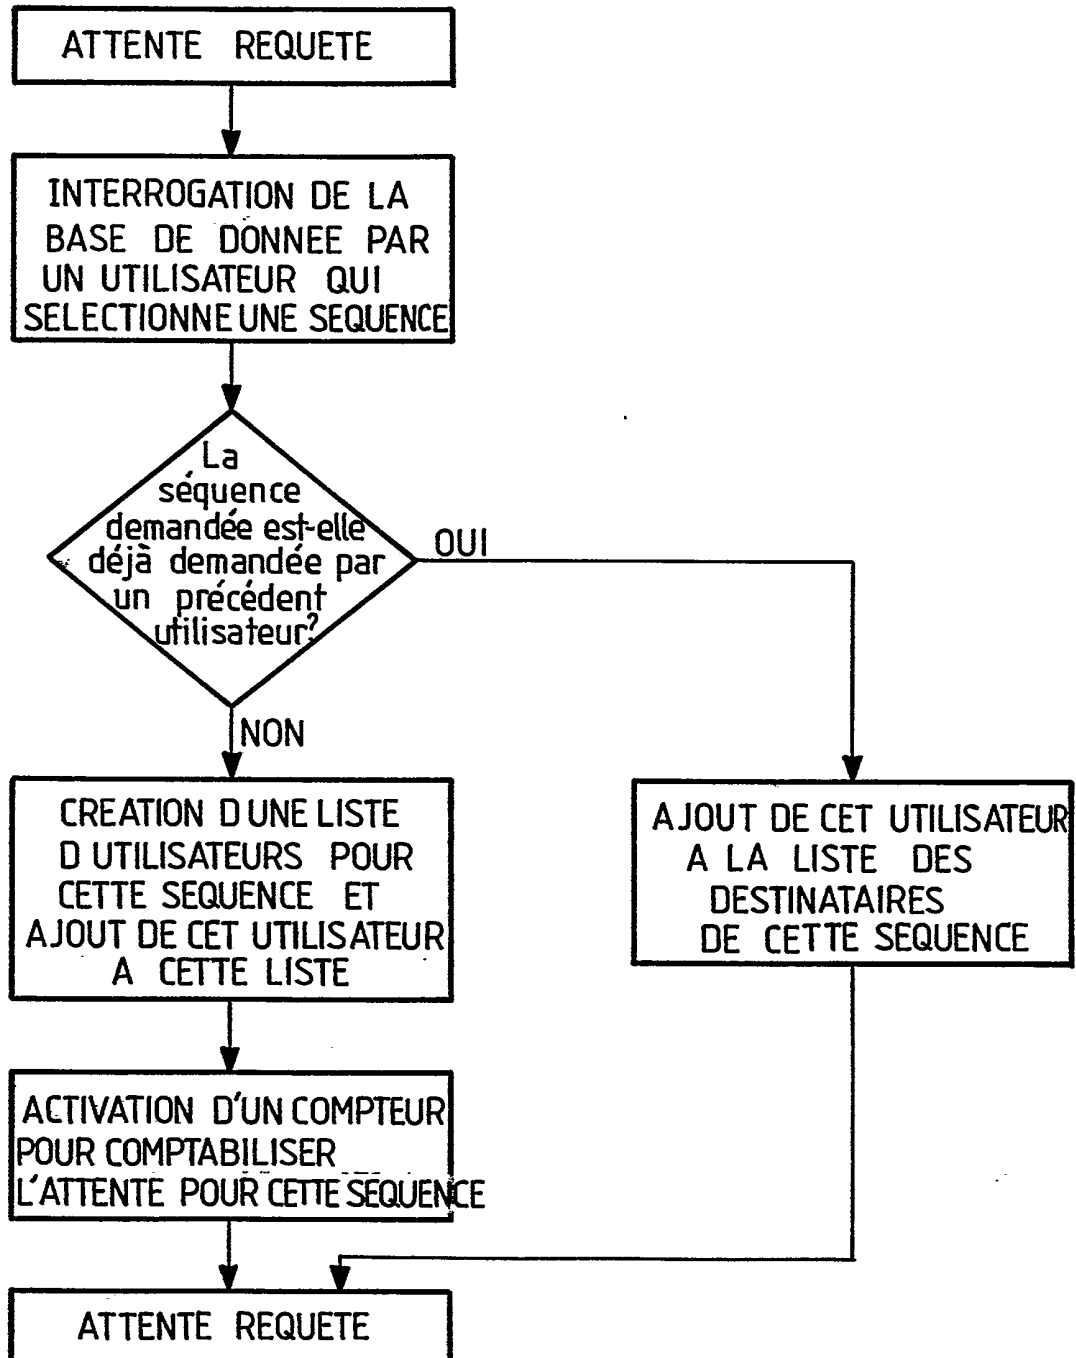 ATTENTE REQUETE
INTERROGATION DE LA
BASE DE DONNEE PAR
UN UTILISATEUR QUI
SELECTIONNE UNE SEQUENCE
La
séquence
demandée est-elle
déjà demandée par
un précédent
utilisateur?
OUI
NON
CREATION D UNE LISTE
D UTILISATEURS POUR
CETTE SEQUENCE ET
AJOUT DE CET UTILISATEUR
A CETTE LISTE
AJOUT DE CET UTILISATEUR
A LA LISTE DES
DESTINATAIRES
DE CETTE SEQUENCE
ACTIVATION D'UN COMPTEUR
POUR COMPTABILISER
L'ATTENTE POUR CETTE SEQUENCE
ATTENTE REQUETE